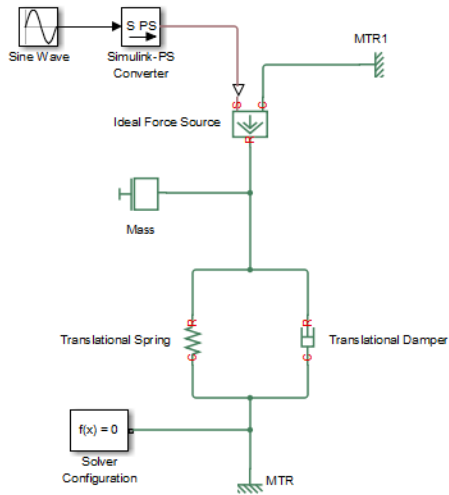 S PS
Sine Wave
Simulink-PS
Converter
MTR1
S
C
Ideal Force Source
R
Mass
R
R
Translational Spring
Translational Damper
C
C
f(x) = 0
Solver
Configuration
MTR